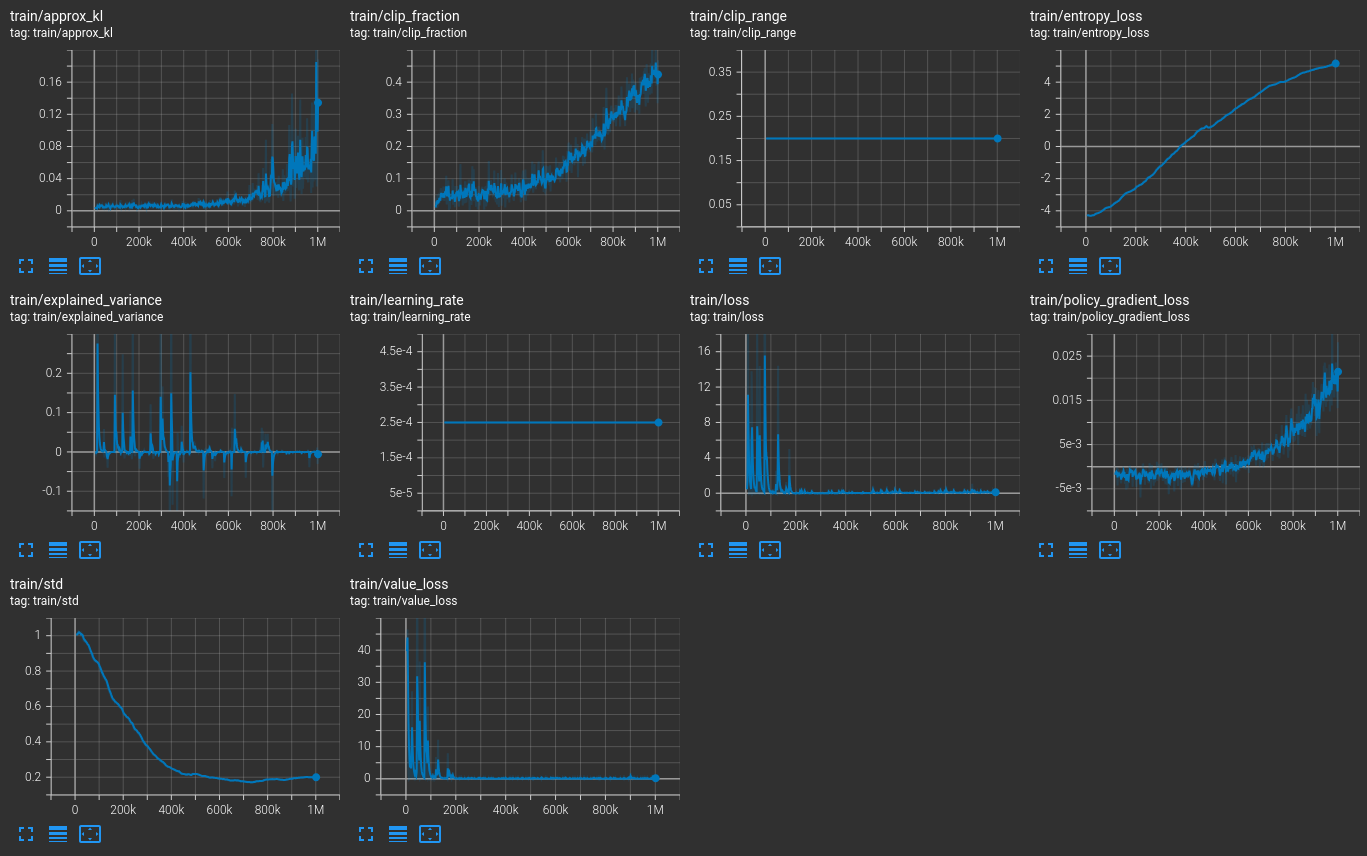 train/approx_kl
tag: train/approx_kl
0.16
0.12
0.08
0.04
0
0 200k 400k 600k 800k 1M
train/clip_fraction
tag: train/clip_fraction
0.4
0.3
0.2
0.1
0
0 200k 400k 600k 800k 1M
train/clip_range
tag: train/clip_range
0.35
0.25
0.15
0.05
0 200k 400k 600k 800k 1M
train/entropy_loss
tag: train/entropy_loss
4
2
0
-2
-4
0 200k 400k 600k 800k 1M
train/explained_variance
tag: train/explained_variance
0.2
0.1
0
-0.1
0 200k 400k 600k 800k 1M
train/learning_rate
tag: train/learning_rate
4.5e-4
3.5e-4
2.5e-4
1.5e-4
5e-5
0 200k 400k 600k 800k 1M
train/loss
tag: train/loss
16
12
8
4
0
0 200k 400k 600k 800k 1M
train/policy_gradient_loss
tag: train/policy_gradient_loss
0.025
0.015
5e-3
-5e-3
0 200k 400k 600k 800k 1M
train/std
tag: train/std
1
0.8
0.6
0.4
0.2
0 200k 400k 600k 800k 1M
train/value_loss
tag: train/value_loss
40
30
20
10
0
0 200k 400k 600k 800k 1M